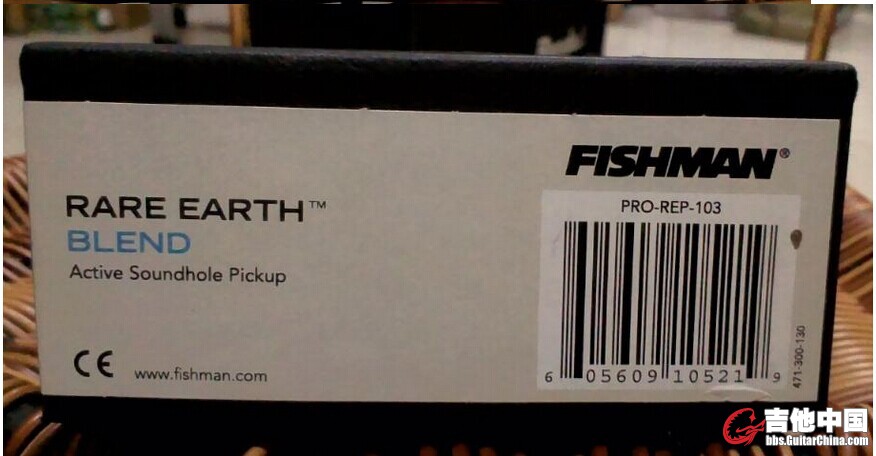 FISHMAN®
RARE EARTH™
BLEND
Active Soundhole Pickup
CE www.fishman.com
PRO-REP-103
6 05609 10521 9
471-300-130
吉他中国
bbs.GuitarChina.com